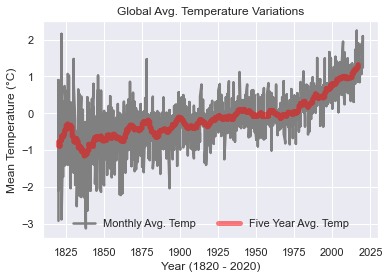 Global Avg. Temperature Variations
Mean Temperature (°C)
2
1
0
−1
−2
−3
Monthly Avg. Temp
Five Year Avg. Temp
1825 1850 1875 1900 1925 1950 1975 2000 2025
Year (1820 - 2020)